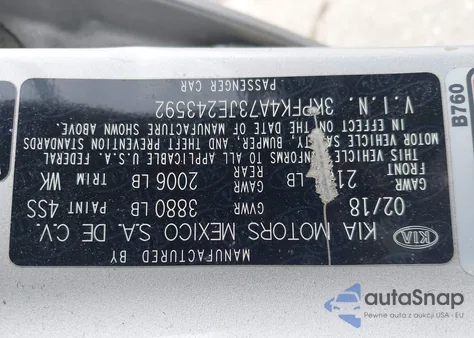 MANUFACTURED BY
KIA KIA MOTORS MEXICO S.A. DE C.V.
02/18 GVWR 3880 LB PAINT 4SS
GAWR LB GAWR 2006 LB TRIM WK
FRONT REAR
THIS VEHICLE CONFORMS TO ALL APPLICABLE U.S.A. FEDERAL
MOTOR VEHICLE SAFETY, BUMPER, AND THEFT PREVENTION STANDARDS
IN EFFECT ON THE DATE OF MANUFACTURE SHOWN ABOVE.
V.I.N. 3KPFK4A73JE243592
PASSENGER CAR
B760
autoSnap
Pewne auta z aukcji USA - EU